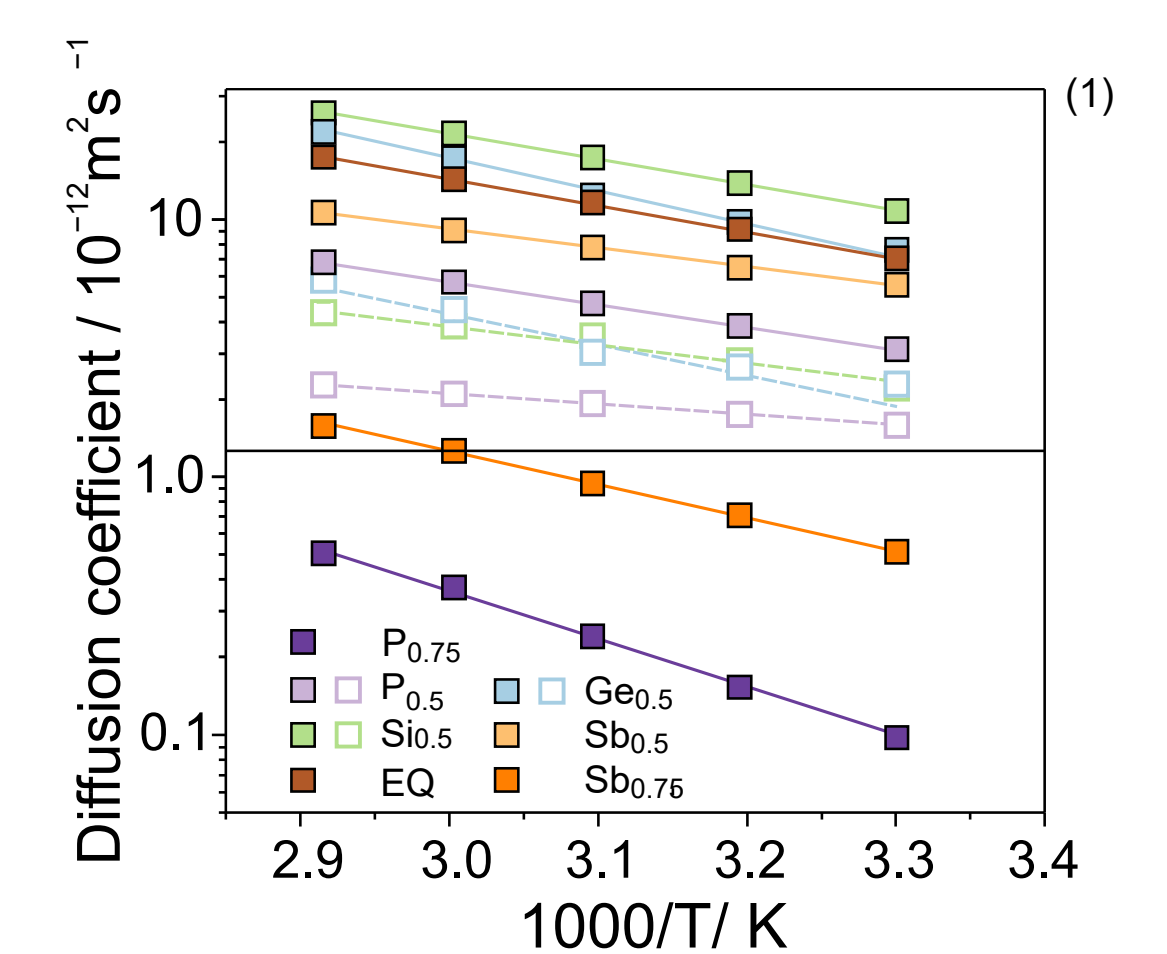 (1)
Diffusion coefficient / 10⁻¹²m²s⁻¹
10
1.0
0.1
P₀.₇₅
P₀.₅ Ge₀.₅
Si₀.₅ Sb₀.₅
EQ Sb₀.₇₅
2.9 3.0 3.1 3.2 3.3 3.4
1000/T/ K